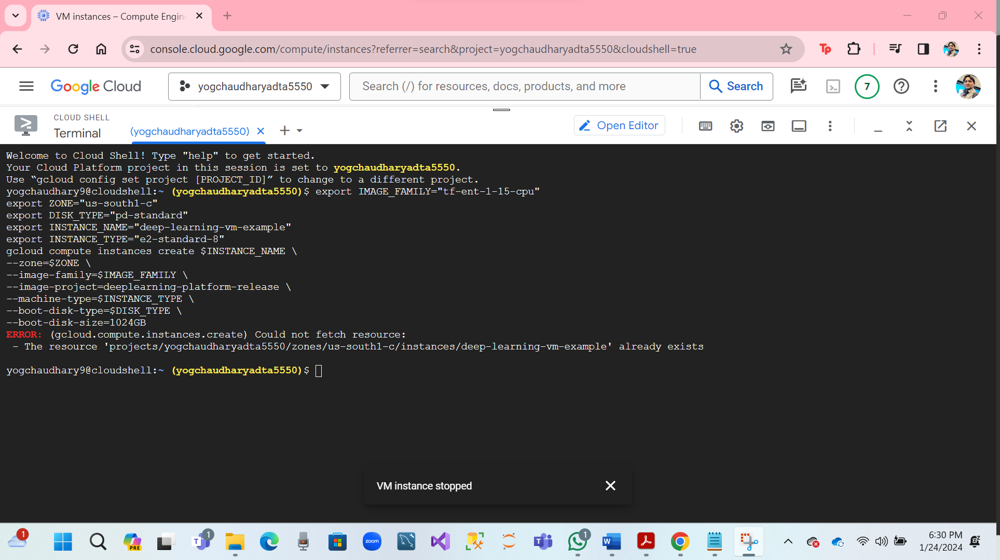 VM instances – Compute Engin
console.cloud.google.com/compute/instances?referrer=search&project=yogchaudharyadta5550&cloudshell=true
Tp
Google Cloud
yogchaudharyadta5550
Search (/) for resources, docs, products, and more
Search
7
CLOUD SHELL
Terminal
(yogchaudharyadta5550)
Open Editor
Welcome to Cloud Shell! Type "help" to get started.
Your Cloud Platform project in this session is set to yogchaudharyadta5550.
Use “gcloud config set project [PROJECT_ID]” to change to a different project.
yogchaudhary9@cloudshell:~ (yogchaudharyadta5550)$ export IMAGE_FAMILY="tf-ent-1-15-cpu"
export ZONE="us-south1-c"
export DISK_TYPE="pd-standard"
export INSTANCE_NAME="deep-learning-vm-example"
export INSTANCE_TYPE="e2-standard-8"
gcloud compute instances create $INSTANCE_NAME \
--zone=$ZONE \
--image-family=$IMAGE_FAMILY \
--image-project=deeplearning-platform-release \
--machine-type=$INSTANCE_TYPE \
--boot-disk-type=$DISK_TYPE \
--boot-disk-size=1024GB
ERROR: (gcloud.compute.instances.create) Could not fetch resource:
- The resource 'projects/yogchaudharyadta5550/zones/us-south1-c/instances/deep-learning-vm-example' already exists
yogchaudhary9@cloudshell:~ (yogchaudharyadta5550)$
VM instance stopped
1
PRE
T
1
zoom
T
1
W
6:30 PM
1/24/2024